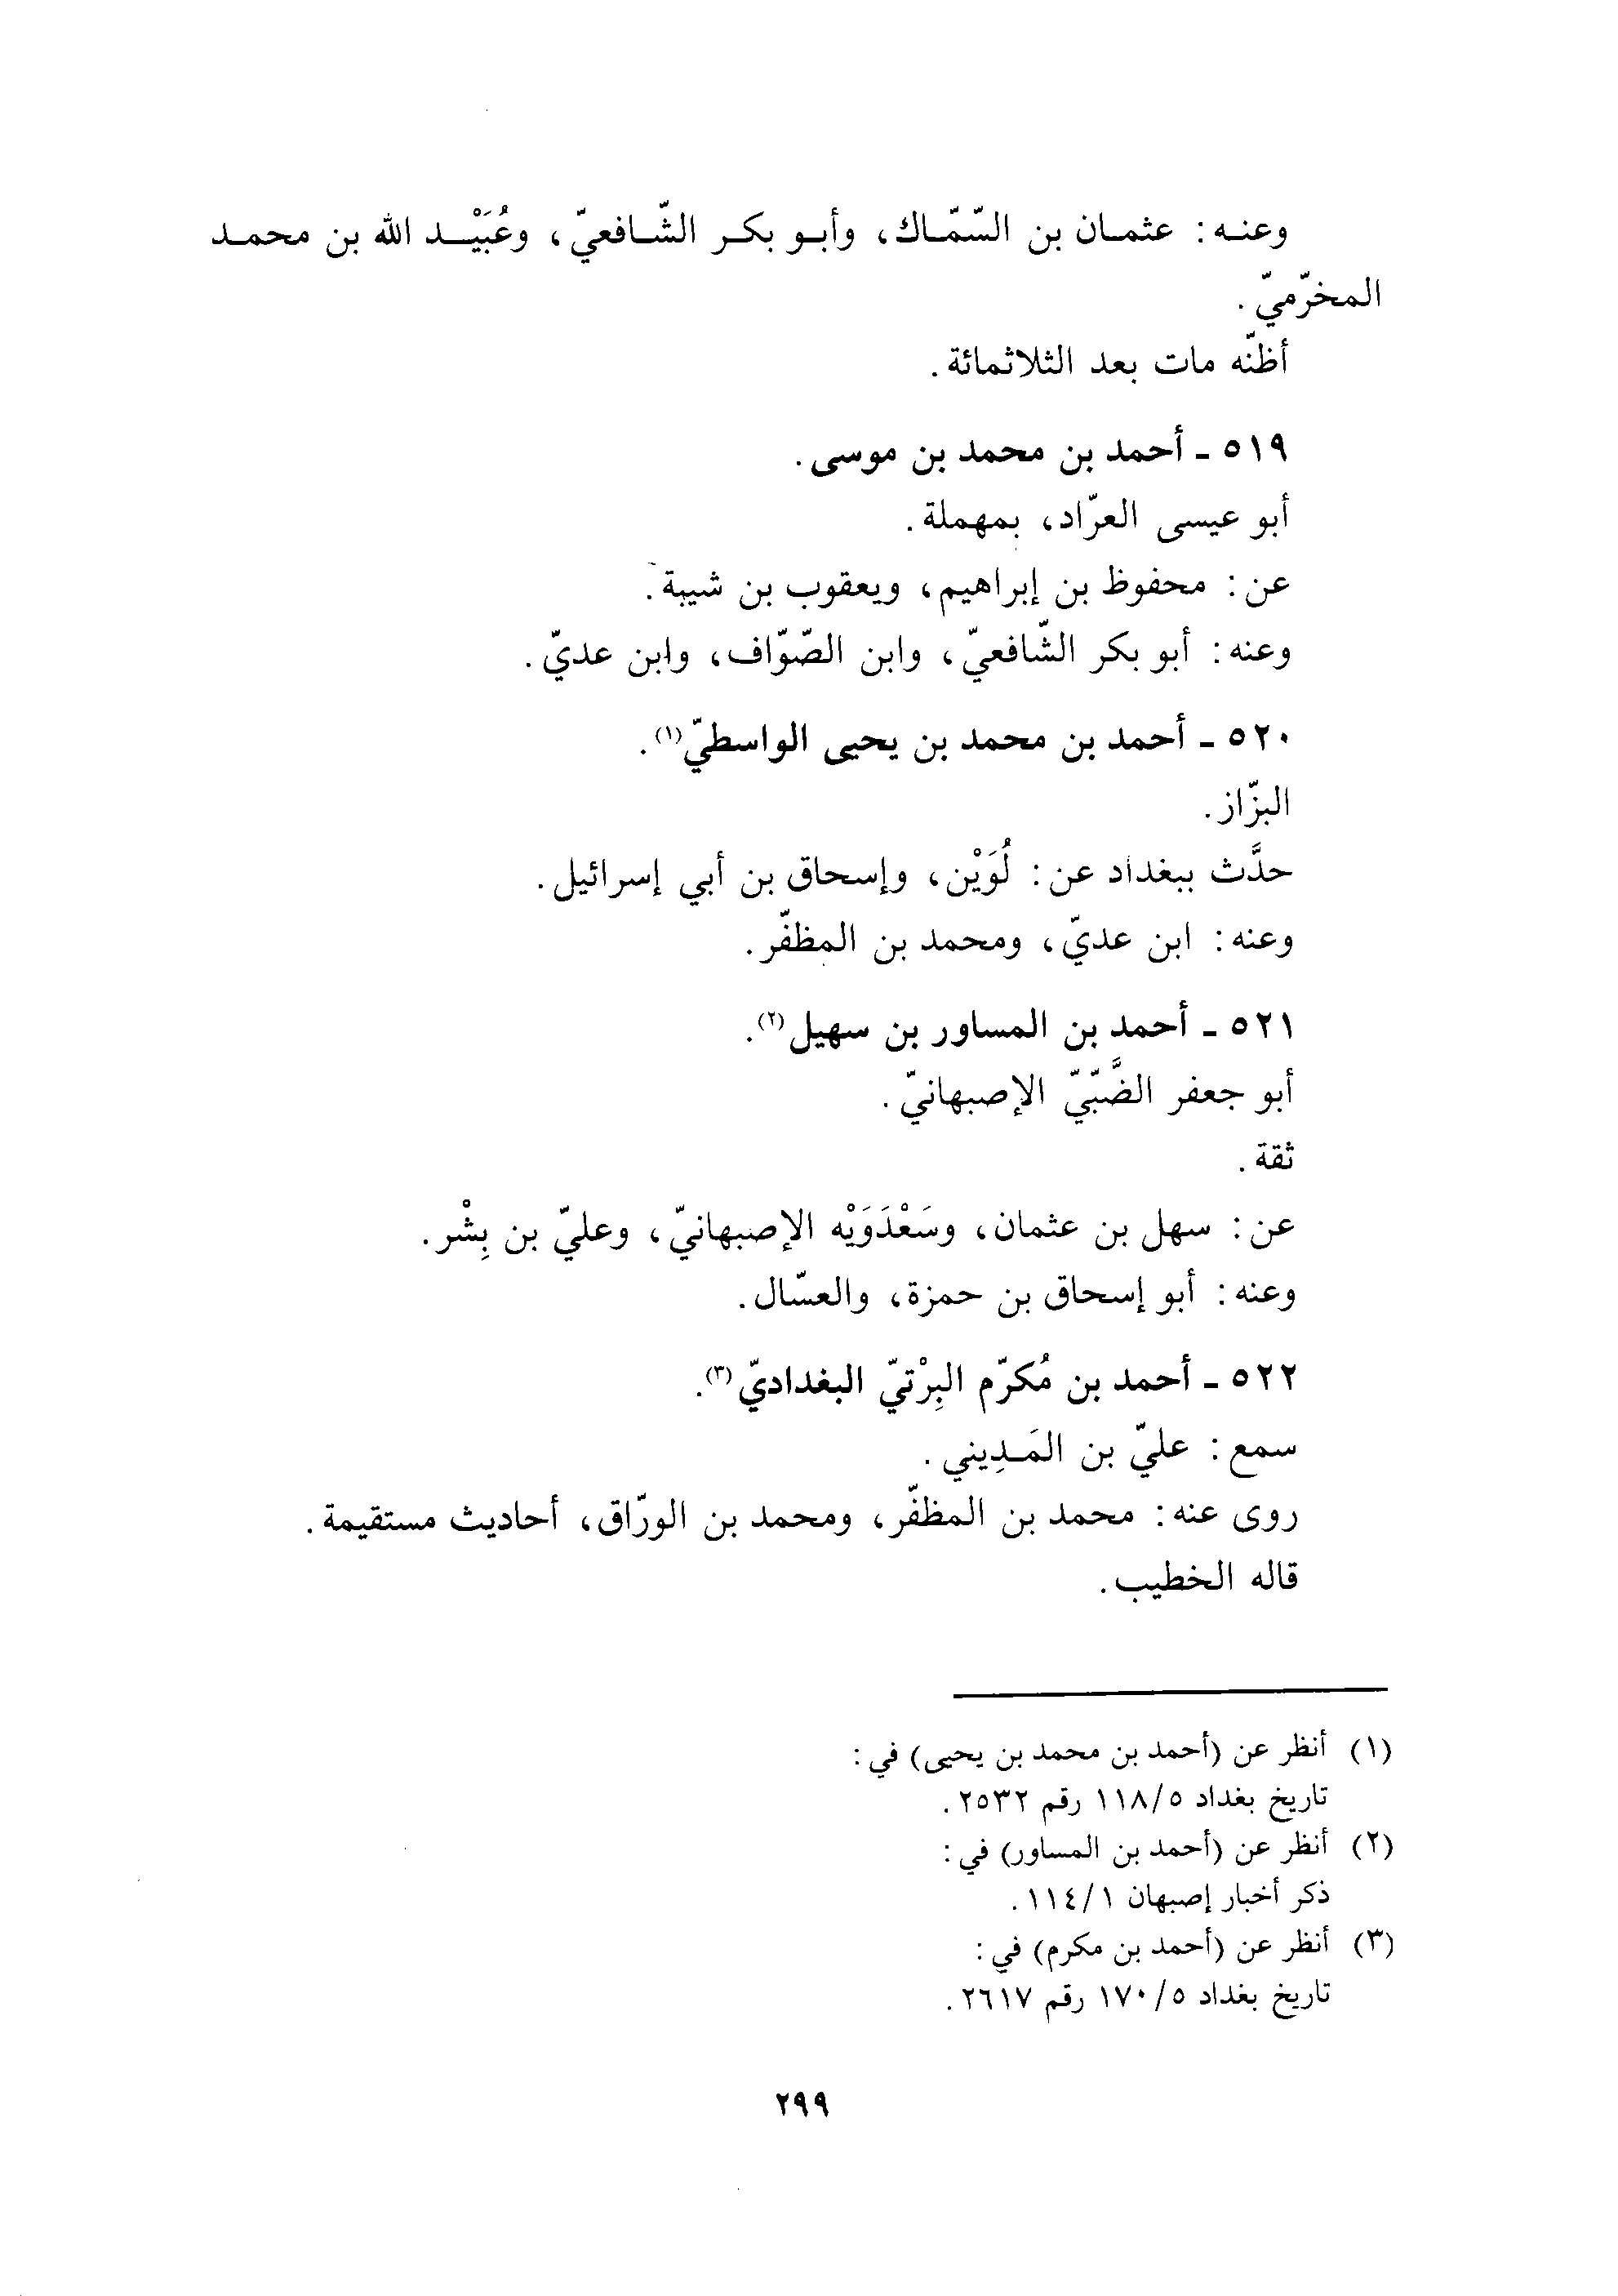 وعنه: عثمان بن السّمّاك، وأبو بكر الشّافعيّ، وعُبَيْد الله بن محمد
المخرّميّ.
أظنّه مات بعد الثلاثمائة.
٥١٩ - أحمد بن محمد بن موسى.
أبو عيسى العرّاد، بمهملة.
عن: محفوظ بن إبراهيم، ويعقوب بن شيبة.
وعنه: أبو بكر الشّافعيّ، وابن الصّوّاف، وابن عديّ.
٥٢٠ - أحمد بن محمد بن يحيى الواسطيّ(١).
البزّاز.
حدَّث ببغداد عن: لُوَيْن، وإسحاق بن أبي إسرائيل.
وعنه: ابن عديّ، ومحمد بن المظفّر.
٥٢١ - أحمد بن المساور بن سهيل(٢).
أبو جعفر الضَّبّيّ الإصبهانيّ.
ثقة.
عن: سهل بن عثمان، وسَعْدَوَيْه الإصبهانيّ، وعليّ بن بِشْر.
وعنه: أبو إسحاق بن حمزة، والعسّال.
٥٢٢ - أحمد بن مُكرّم البِرْتيّ البغداديّ(٣).
سمع: عليّ بن المَدِيني.
روى عنه: محمد بن المظفّر، ومحمد بن الورّاق، أحاديث مستقيمة.
قاله الخطيب.
(١) أنظر عن (أحمد بن محمد بن يحيى) في:
تاريخ بغداد ١١٨/٥ رقم ٢٥٣٢.
(٢) أنظر عن (أحمد بن المساور) في:
ذكر أخبار إصبهان ١١٤/١.
(٣) أنظر عن (أحمد بن مكرم) في:
تاريخ بغداد ١٧٠/٥ رقم ٢٦١٧.
٢٩٩